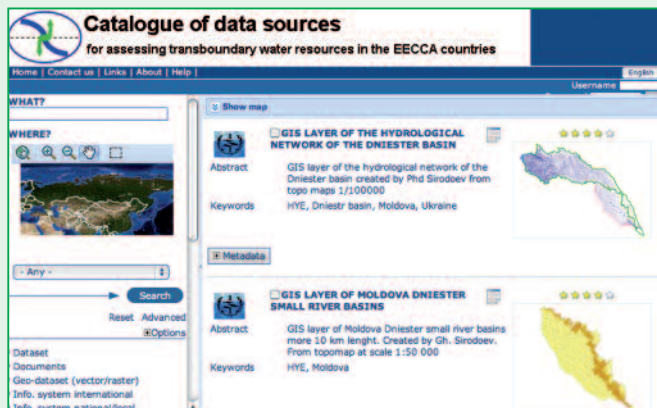 Catalogue of data sources
for assessing transboundary water resources in the EECCA countries
Home | Contact us | Links | About | Help |
English
Username
WHAT?
WHERE?
- Any -
Search
Reset Advanced
Options
Dataset
Documents
Geo-dataset (vector/raster)
Info. system international
Info. system national/local
Show map
GIS LAYER OF THE HYDROLOGICAL
NETWORK OF THE DNIESTER BASIN
Abstract
GIS layer of the hydrological network of the
Dniester basin created by Phd Sirodoev from
topo maps 1/100000
Keywords
HYE, Dniestr basin, Moldova, Ukraine
Metadata
GIS LAYER OF MOLDOVA DNIESTER
SMALL RIVER BASINS
Abstract
GIS layer of Moldova Dniester small river basins
more 10 km lenght. Created by Gh. Sirodoev.
From topomap at scale 1:50 000
Keywords
HYE, Moldova